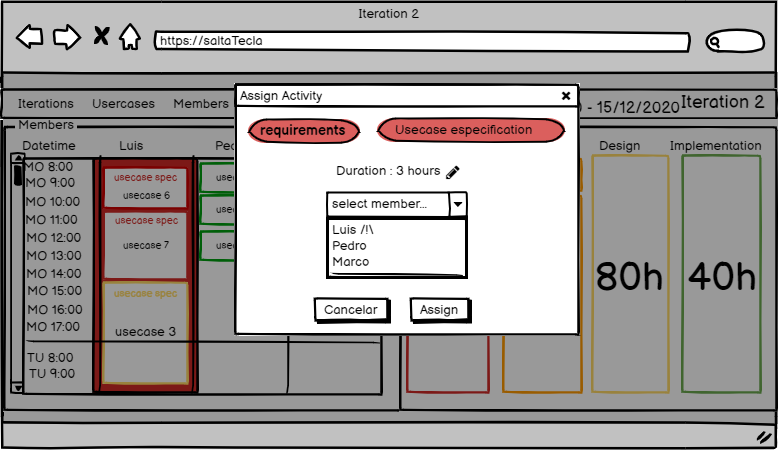 Iteration 2
https://saltaTecla
Iterations Usercases Members
- 15/12/2020 Iteration 2
Assign Activity
requirements
Usecase especification
Duration : 3 hours
select member...
Luis /!\
Pedro
Marco
Cancelar
Assign
Members
Datetime Luis
MO 8:00
MO 9:00
MO 10:00
MO 11:00
MO 12:00
MO 13:00
MO 14:00
MO 15:00
MO 16:00
MO 17:00
TU 8:00
TU 9:00
usecase spec
usecase 6
usecase spec
usecase 7
usecase spec
usecase 3
Design Implementation
80h 40h